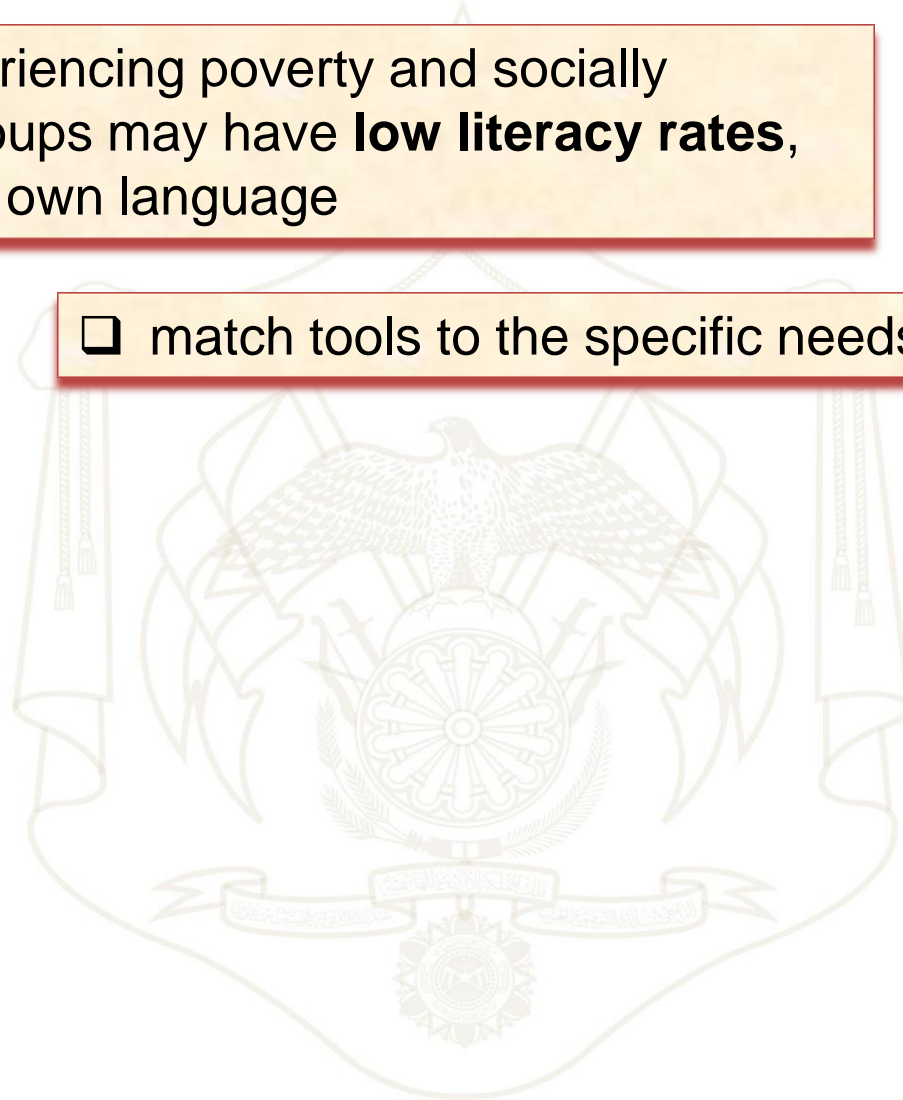 riencing poverty and socially
oups may have low literacy rates,
own language
❑ match tools to the specific needs